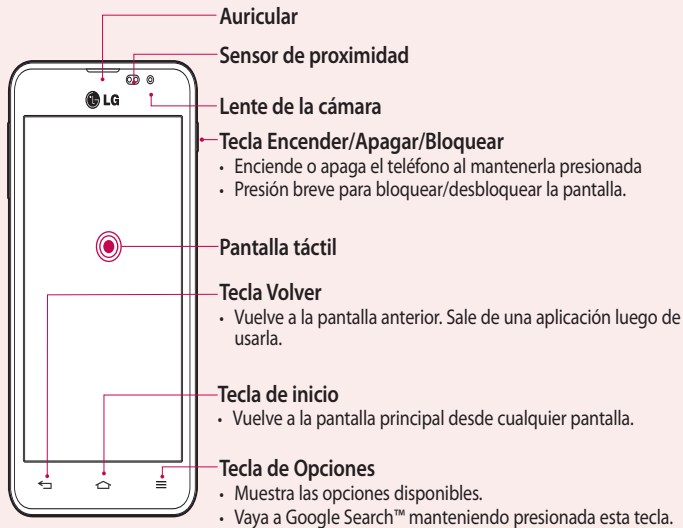 Auricular
Sensor de proximidad
LG
Lente de la cámara
Tecla Encender/Apagar/Bloquear
• Enciende o apaga el teléfono al mantenerla presionada
• Presión breve para bloquear/desbloquear la pantalla.
Pantalla táctil
Tecla Volver
• Vuelve a la pantalla anterior. Sale de una aplicación luego de
usarla.
Tecla de inicio
• Vuelve a la pantalla principal desde cualquier pantalla.
Tecla de Opciones
• Muestra las opciones disponibles.
• Vaya a Google Search™ manteniendo presionada esta tecla.